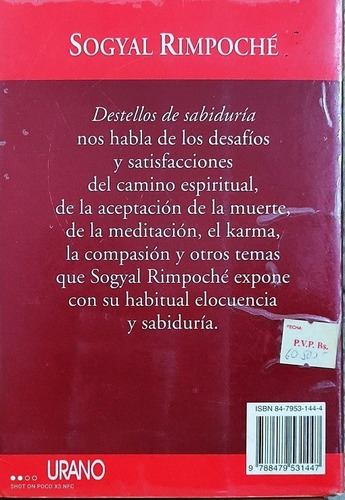 SOGYAL RIMPOCHÉ
Destellos de sabiduría
nos habla de los desafíos
y satisfacciones
del camino espiritual,
de la aceptación de la muerte,
de la meditación, el karma,
la compasión y otros temas
que Sogyal Rimpoché expone
con su habitual elocuencia
y sabiduría.
FECHA:
P.V.P. Bs.
ISBN 84-7953-144-4
9 788479 531447
URANO
SHOT ON POCO X3 NFC